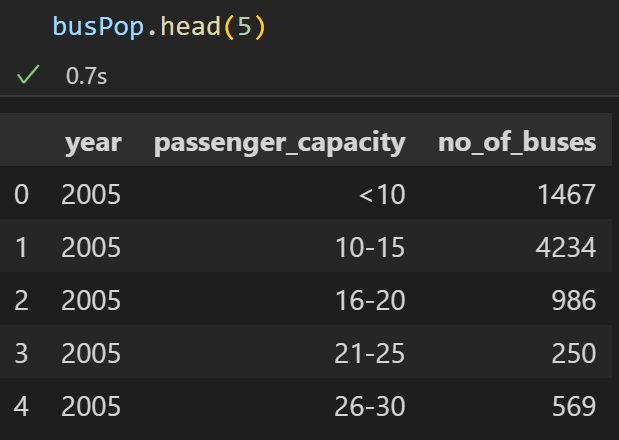 busPop.head(5)
0.7s
year passenger_capacity no_of_buses
0 2005 <10 1467
1 2005 10-15 4234
2 2005 16-20 986
3 2005 21-25 250
4 2005 26-30 569